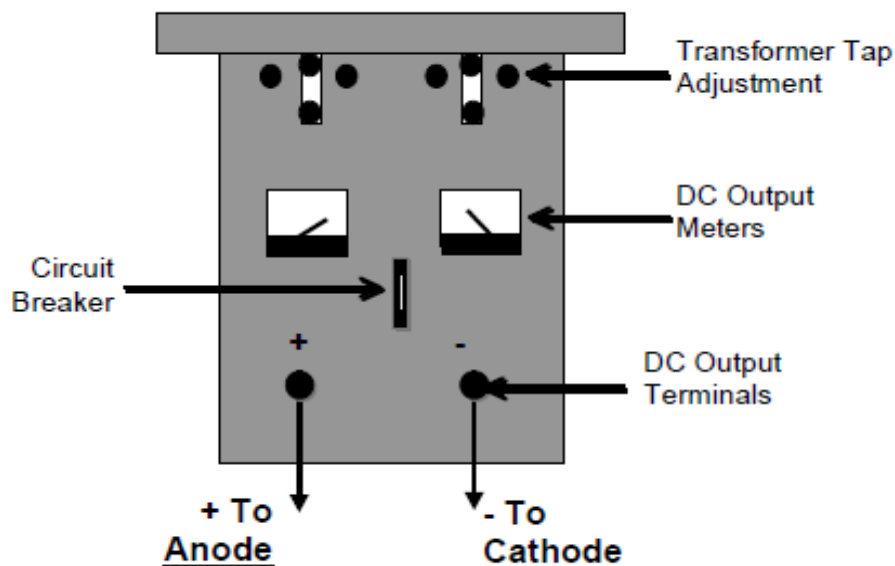 Transformer Tap
Adjustment
DC Output
Meters
Circuit
Breaker
+
-
DC Output
Terminals
+ To
Anode
- To
Cathode